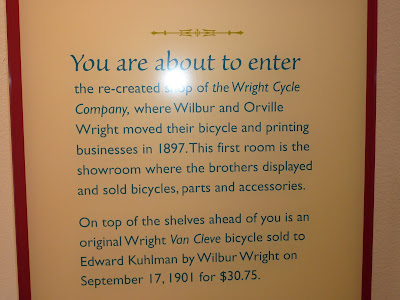 You are about to enter
the re-created shop of the Wright Cycle
Company, where Wilbur and Orville
Wright moved their bicycle and printing
businesses in 1897. This first room is the
showroom where the brothers displayed
and sold bicycles, parts and accessories.
On top of the shelves ahead of you is an
original Wright Van Cleve bicycle sold to
Edward Kuhlman by Wilbur Wright on
September 17, 1901 for $30.75.